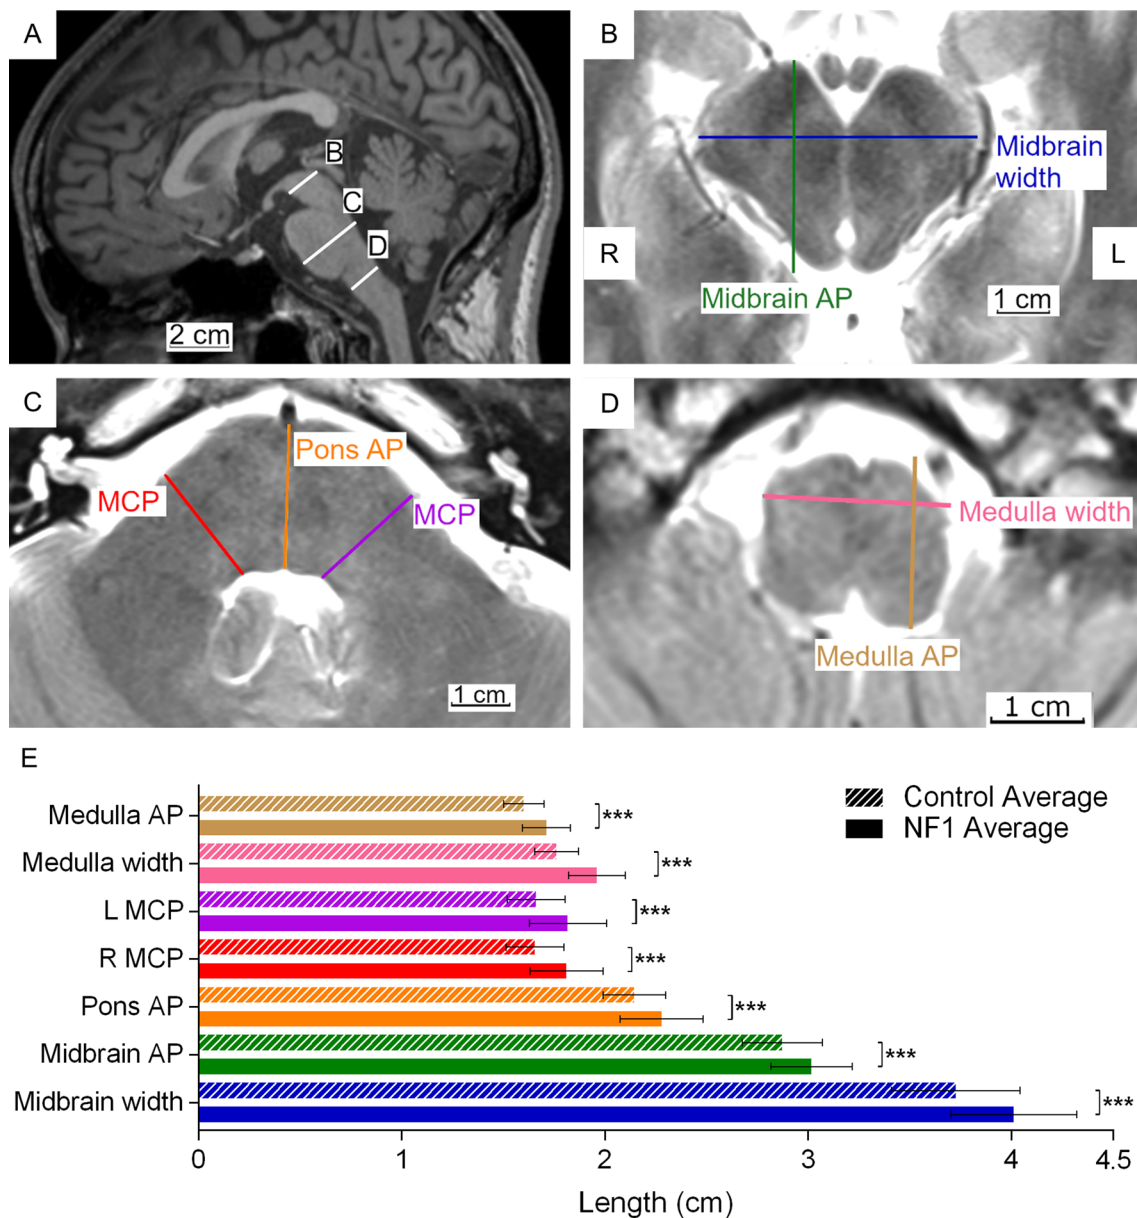 A
B
C
D
2 cm
B
Midbrain
width
R
L
Midbrain AP
1 cm
C
Pons AP
MCP
MCP
1 cm
D
Medulla width
Medulla AP
1 cm
E
Control Average
NF1 Average
Medulla AP
***
Medulla width
***
L MCP
***
R MCP
***
Pons AP
***
Midbrain AP
***
Midbrain width
***
0 1 2 3 4 4.5
Length (cm)